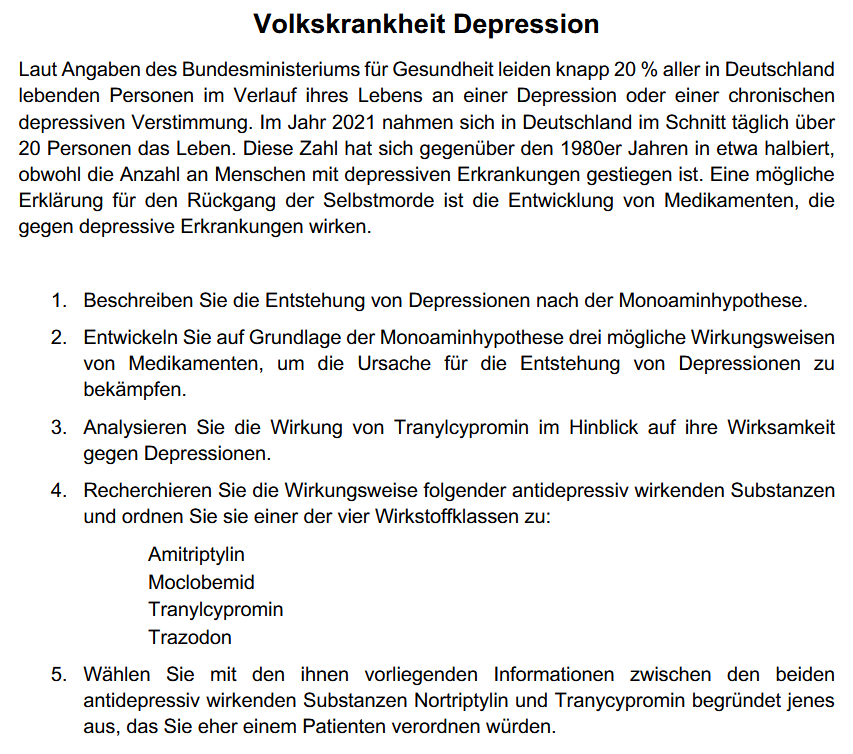 Volkskrankheit Depression
Laut Angaben des Bundesministeriums für Gesundheit leiden knapp 20 % aller in Deutschland
lebenden Personen im Verlauf ihres Lebens an einer Depression oder einer chronischen
depressiven Verstimmung. Im Jahr 2021 nahmen sich in Deutschland im Schnitt täglich über
20 Personen das Leben. Diese Zahl hat sich gegenüber den 1980er Jahren in etwa halbiert,
obwohl die Anzahl an Menschen mit depressiven Erkrankungen gestiegen ist. Eine mögliche
Erklärung für den Rückgang der Selbstmorde ist die Entwicklung von Medikamenten, die
gegen depressive Erkrankungen wirken.
1. Beschreiben Sie die Entstehung von Depressionen nach der Monoaminhypothese.
2. Entwickeln Sie auf Grundlage der Monoaminhypothese drei mögliche Wirkungsweisen
von Medikamenten, um die Ursache für die Entstehung von Depressionen zu
bekämpfen.
3. Analysieren Sie die Wirkung von Tranylcypromin im Hinblick auf ihre Wirksamkeit
gegen Depressionen.
4. Recherchieren Sie die Wirkungsweise folgender antidepressiv wirkenden Substanzen
und ordnen Sie sie einer der vier Wirkstoffklassen zu:
Amitriptylin
Moclobemid
Tranylcypromin
Trazodon
5. Wählen Sie mit den ihnen vorliegenden Informationen zwischen den beiden
antidepressiv wirkenden Substanzen Nortriptylin und Tranycypromin begründet jenes
aus, das Sie eher einem Patienten verordnen würden.